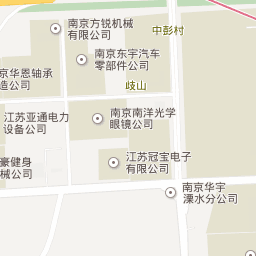 南京方锐机械
有限公司
中彭村
南京东宇汽车
零部件公司
京华恩轴承
造公司
歧山
江苏亚通电力
设备公司
南京南洋光学
眼镜公司
江苏冠宝电子
有限公司
豪健身
械公司
南京华宇
溧水分公司